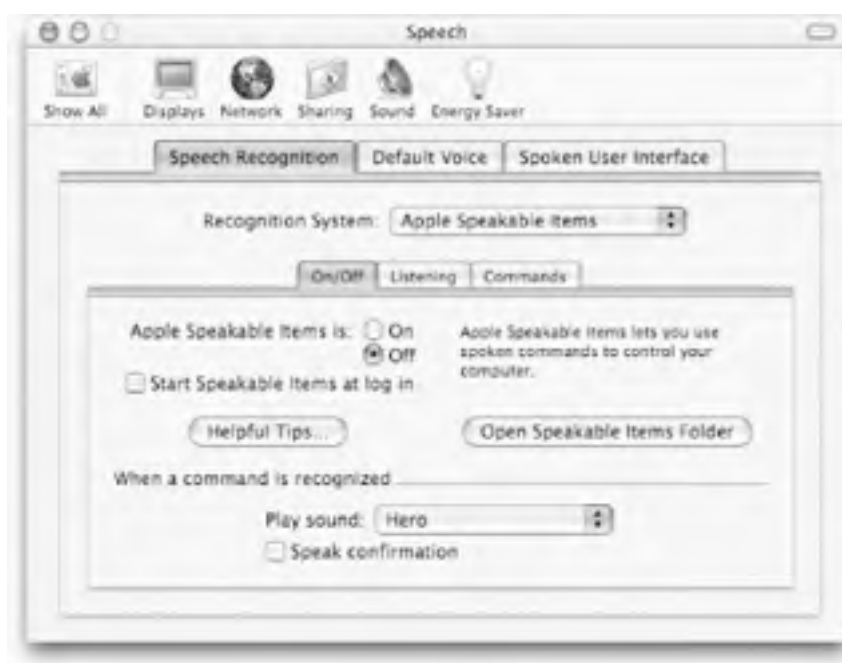 Speech
Show All Displays Network Sharing Sound Energy Saver
Speech Recognition Default Voice Spoken User Interface
Recognition System: Apple Speakable Items
On/Off Listening Commands
Apple Speakable Items is: On
Off
Apple Speakable Items lets you use
spoken commands to control your
computer.
Start Speakable Items at log in
Helpful Tips... Open Speakable Items Folder
When a command is recognized
Play sound: Hero
Speak confirmation